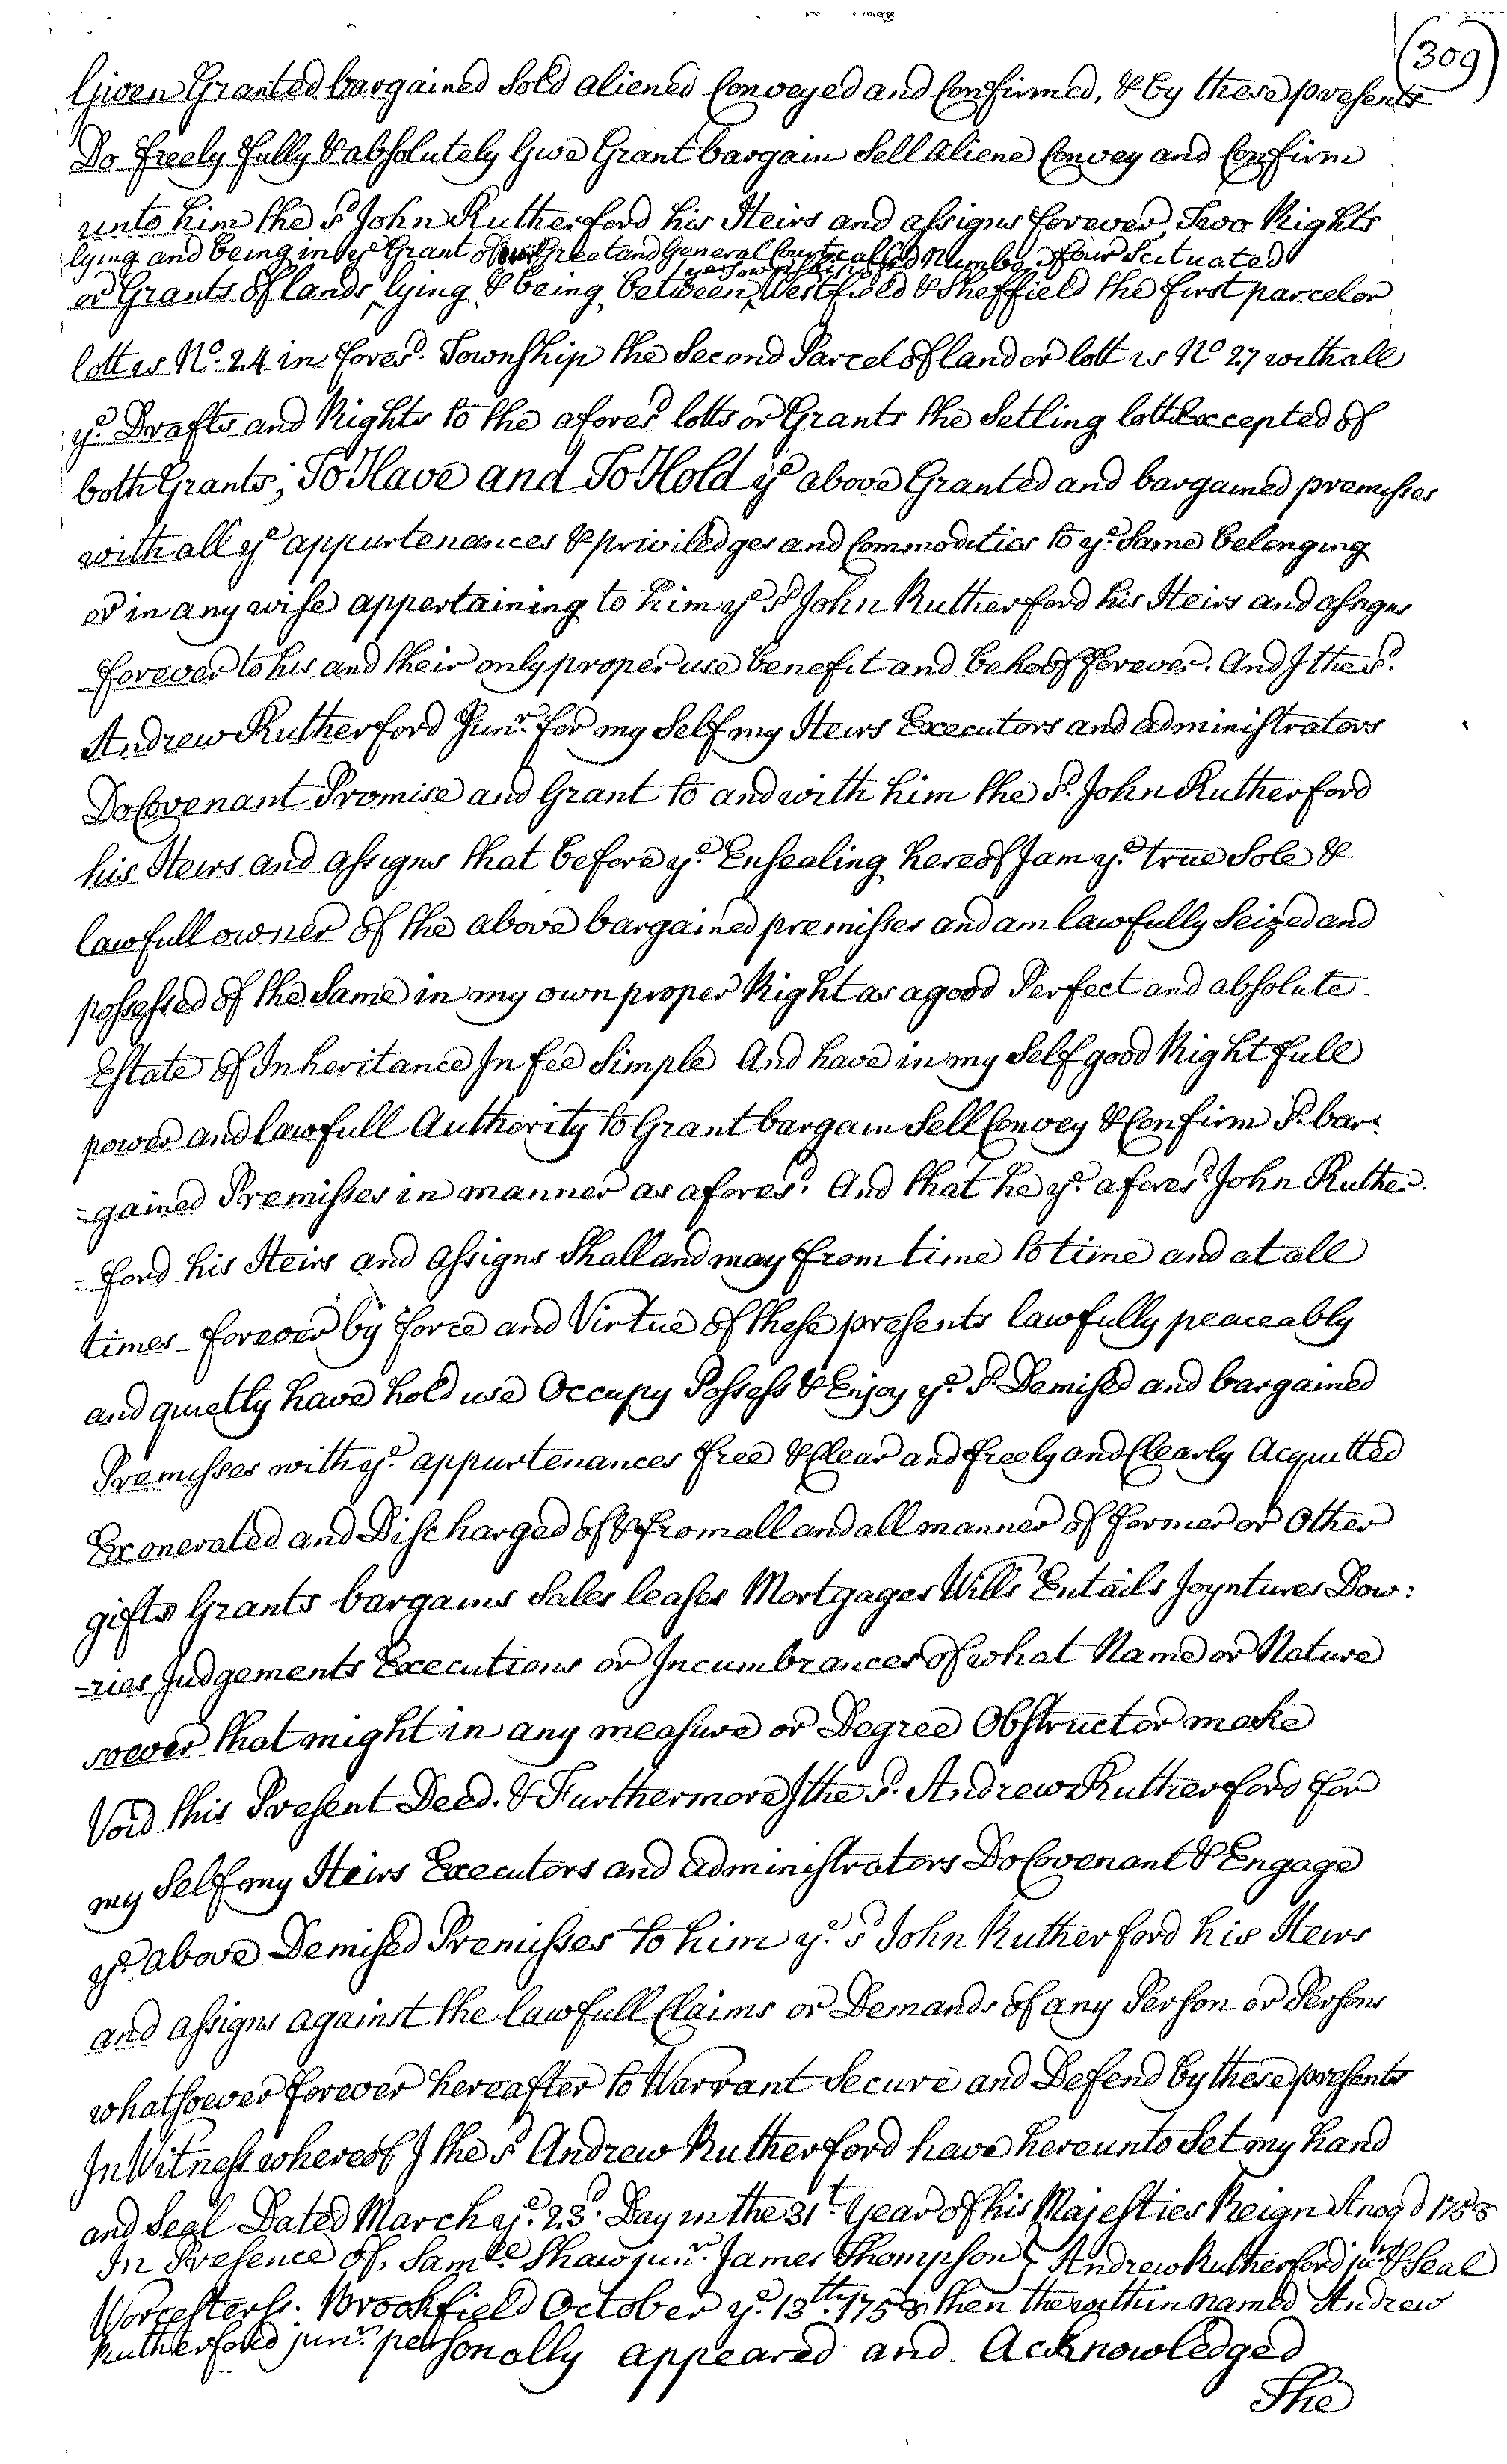 (309)
Given Granted bargained Sold aliened Conveyed and Confirmed, & by these presents
Do freely fully & absolutely Give Grant bargain Sell aliene Convey and Confirm
unto him the sd John Rutherford his Heirs and assigns forever, Two Rights
lying and being in ye Grant of Great and General Court called Number four Scituated
or Grants of lands, lying & being between ye Townships of Westfield & Sheffield the first parcel or
lott is No. 24 in foresd. Township the Second Parcel of land or lott is No 27 with all
ye Drafts and Rights to the aforesd lotts or Grants the Setling lott Excepted of
both Grants; To Have and To Hold ye above Granted and bargained premisses
with all ye appurtenances & priviledges and Commodities to ye Same belonging
or in any wise appertaining to him ye sd John Rutherford his Heirs and assigns
forever to his and their only proper use benefit and behoof forever. And I the sd.
Andrew Rutherford Junr. for my Self my Heirs Executors and administrators
Do Covenant Promise and Grant to and with him the sd. John Rutherford
his Heirs and assigns that before ye Ensealing hereof I am ye true Sole &
lawfull owner of the above bargained premisses and am lawfully Seized and
possessed of the Same in my own proper Right as a good Perfect and absolute
Estate of Inheritance In fee Simple And have in my Self good Right full
power and lawfull Authority to Grant bargain Sell Convey & Confirm sd. bar-
-gained Premisses in manner as aforesd. And that he ye aforesd John Ruther-
-ford his Heirs and assigns Shall and may from time to time and at all
times forever by force and Virtue of these presents lawfully peaceably
and quietly have hold use Occupy Possess & Enjoy ye sd. Demised and bargained
Premisses with ye appurtenances free & Clear and freely and Clearly Acquitted
Exonerated and Discharged of & from all and all manner of former or Other
gifts Grants bargains Sales leases Mortgages Wills Entails Joyntures Dow:
-ries Judgements Executions or Incumbrances of what Name or Nature
soever that might in any measure or Degree Obstruct or make
Void this Present Deed. & Furthermore I the sd. Andrew Rutherford for
my Self my Heirs Executors and administrators Do Covenant & Engage
ye above Demised Premisses to him ye sd John Rutherford his Heirs
and assigns against the lawfull Claims or Demands of any Person or Persons
whatsoever forever hereafter to Warrant Secure and Defend by these presents
In Witness whereof I the sd Andrew Rutherford have hereunto Set my hand
and Seal Dated March ye 23d. Day in the 31st Year of his Majesties Reign 1758
In Presence of, Samll Shaw junr. James Thompson } Andrew Rutherford jur. & Seal
Worcester Ss. Brookfield October ye 13th. 1758 then the within named Andrew
Rutherford junr. personally appeared and Acknowledged
The